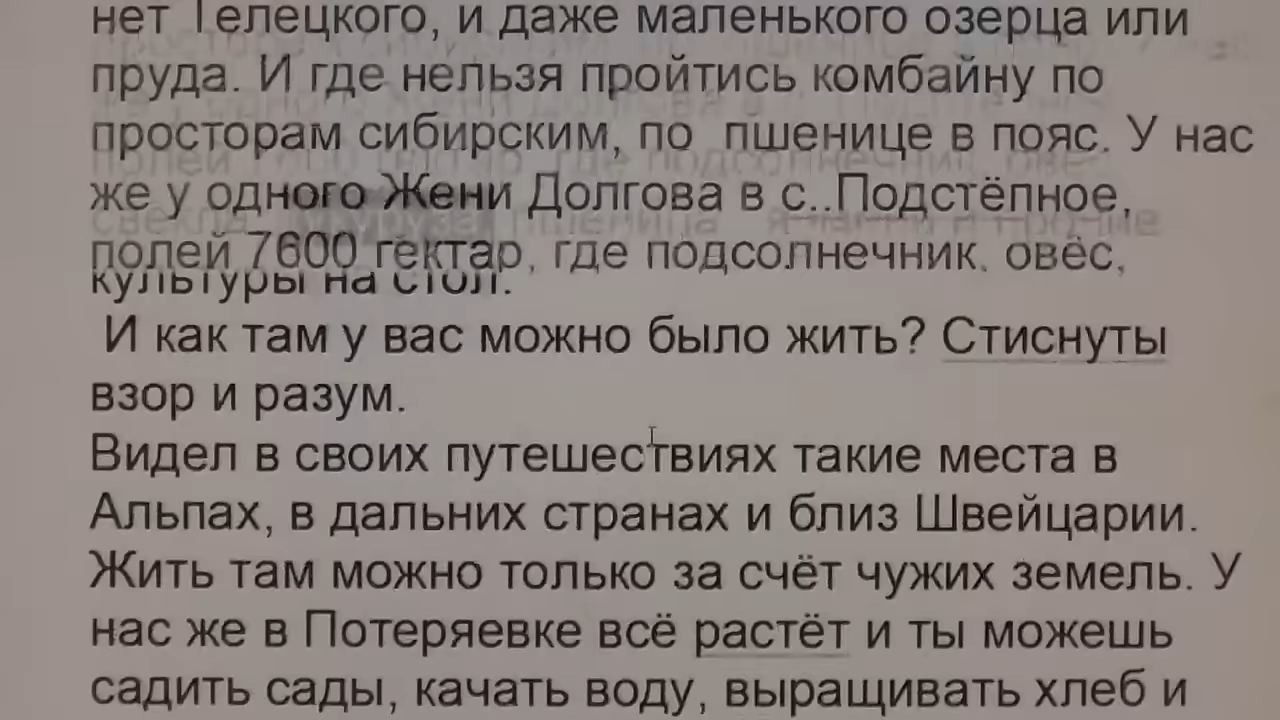 нет Телецкого, и даже маленького озерца или
пруда. И где нельзя пройтись комбайну по
просторам сибирским, по пшенице в пояс. У нас
же у одного Жени Долгова в с..Подстёпное,
полей 7600 гектар, где подсолнечник, овёс,
культуры на стол.
И как там у вас можно было жить? Стиснуты
взор и разум.
Видел в своих путешествиях такие места в
Альпах, в дальних странах и близ Швейцарии.
Жить там можно только за счёт чужих земель. У
нас же в Потеряевке всё растёт и ты можешь
садить сады, качать воду, выращивать хлеб и